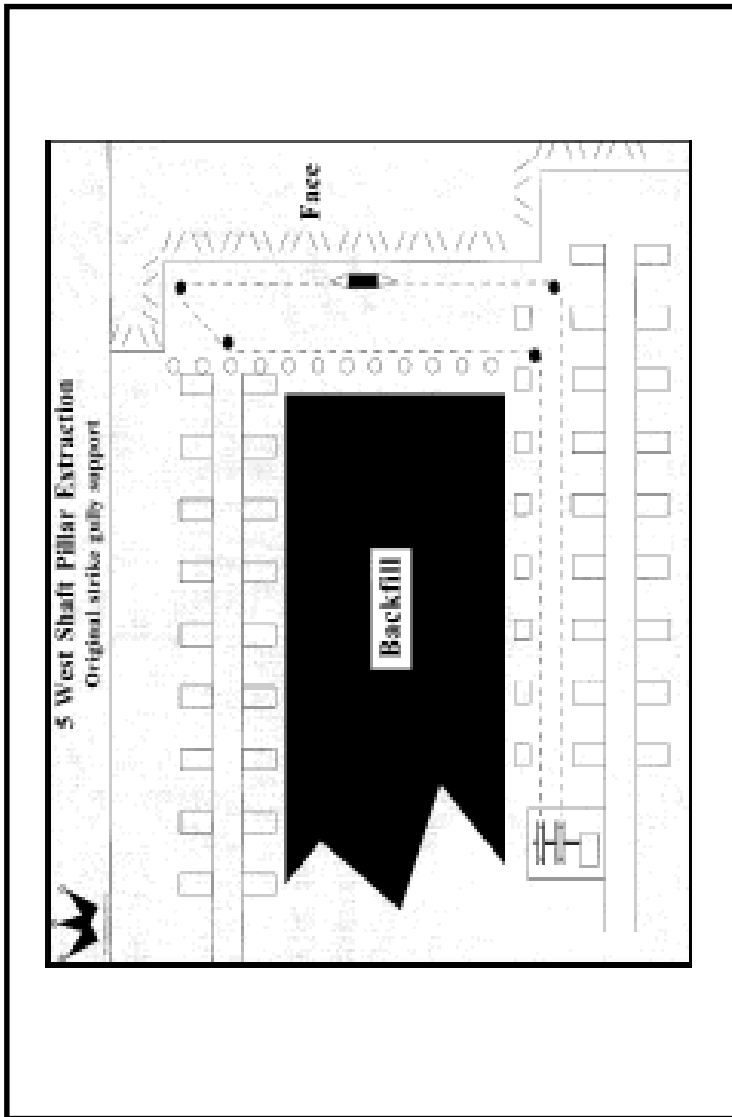 5 West Shaft Pillar Extraction
Original strike gully support
Face
Backfill